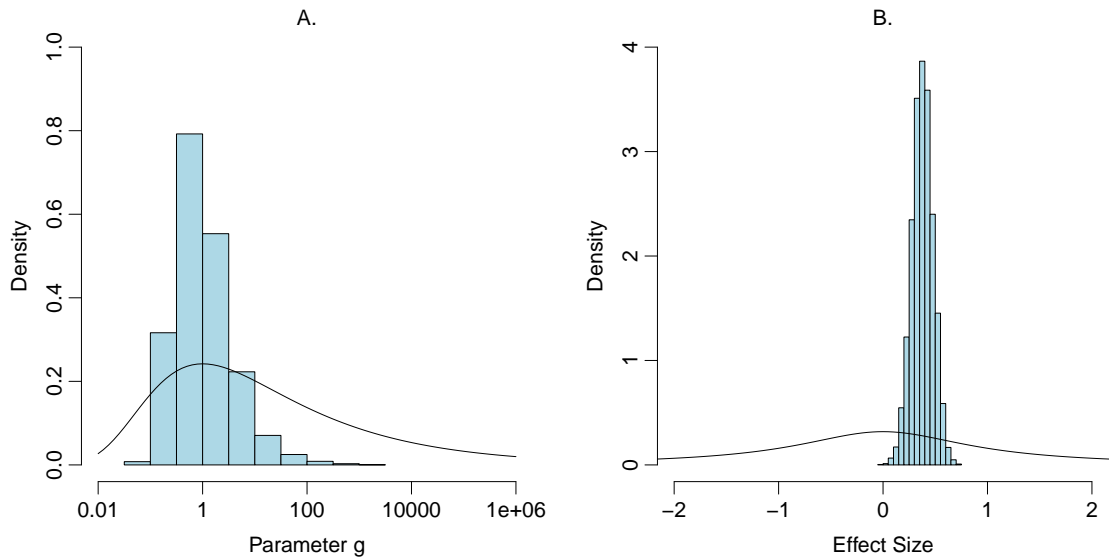 A.
Density
1.0
0.8
0.6
0.4
0.2
0.0
0.01 1 100 10000 1e+06
Parameter g
B.
Density
4
3
2
1
0
−2 −1 0 1 2
Effect Size